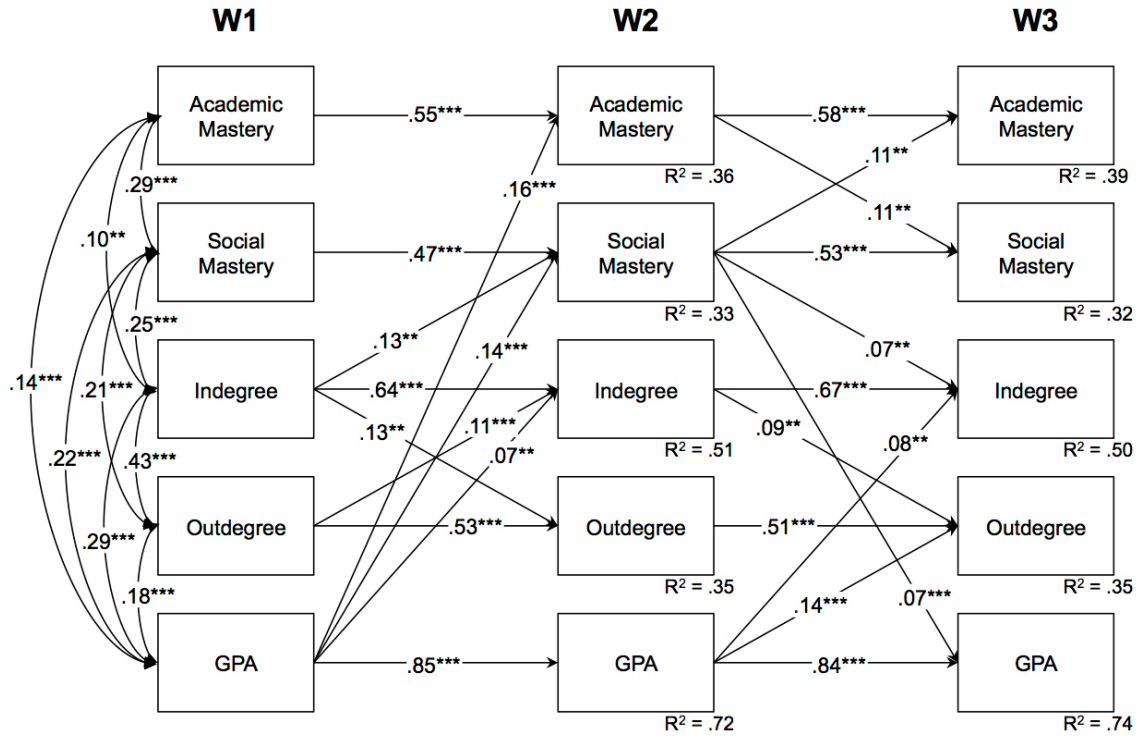 W1
W2
W3
Academic
Mastery
.55***
Academic
Mastery
.58***
Academic
Mastery
R² = .36
R² = .39
.29***
.16***
.11**
.11**
.10**
Social
Mastery
.47***
Social
Mastery
.53***
Social
Mastery
R² = .33
R² = .32
.25***
.13**
.14***
.07**
.14***
.21***
Indegree
.64***
Indegree
.67***
Indegree
.11***
.09**
.13**
.07**
.08**
R² = .51
R² = .50
.22***
.43***
Outdegree
.53***
Outdegree
.51***
Outdegree
.29***
R² = .35
R² = .35
.18***
.14***
.07***
GPA
.85***
GPA
.84***
GPA
R² = .72
R² = .74